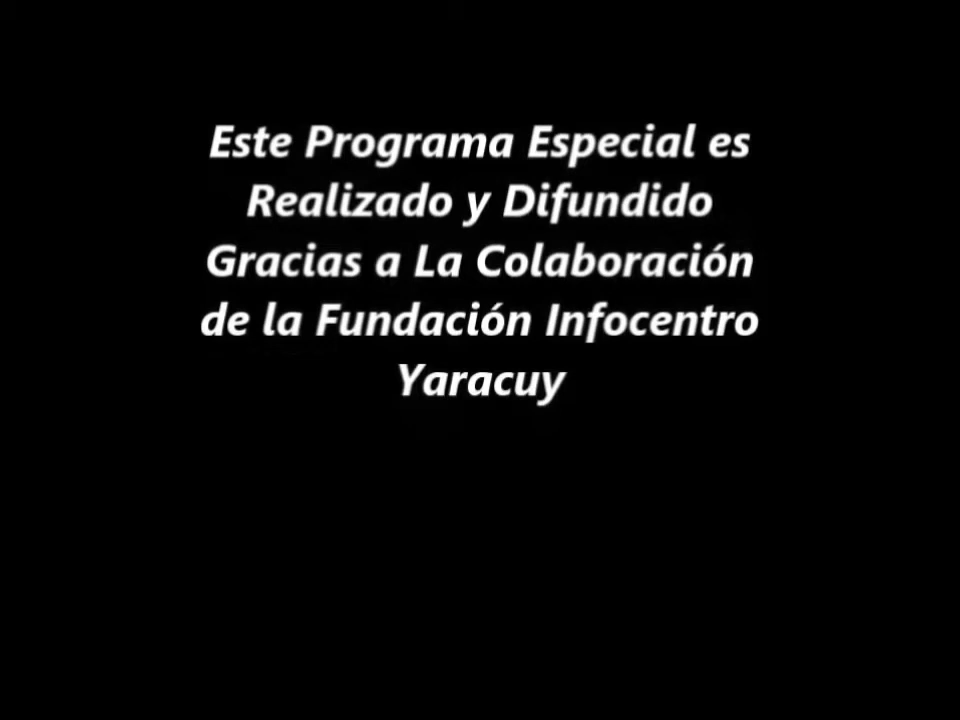 Este Programa Especial es
Realizado y Difundido
Gracias a La Colaboración
de la Fundación Infocentro
Yaracuy